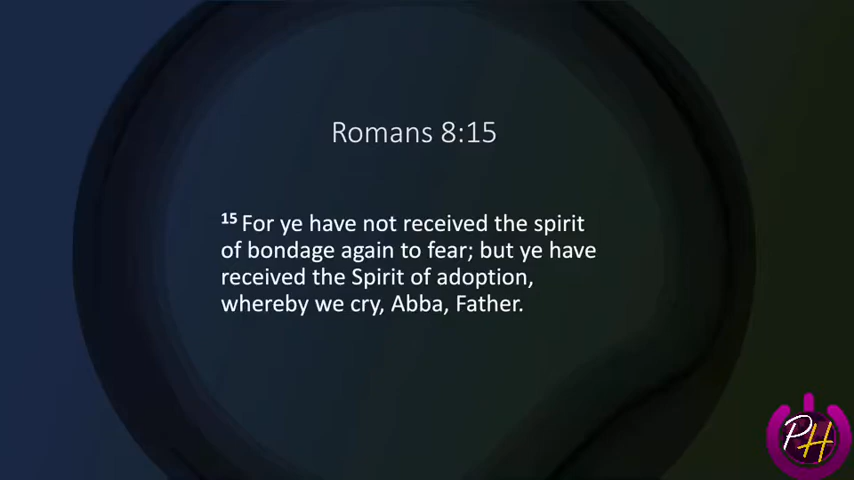 Romans 8:15
15 For ye have not received the spirit
of bondage again to fear; but ye have
received the Spirit of adoption,
whereby we cry, Abba, Father.
PH